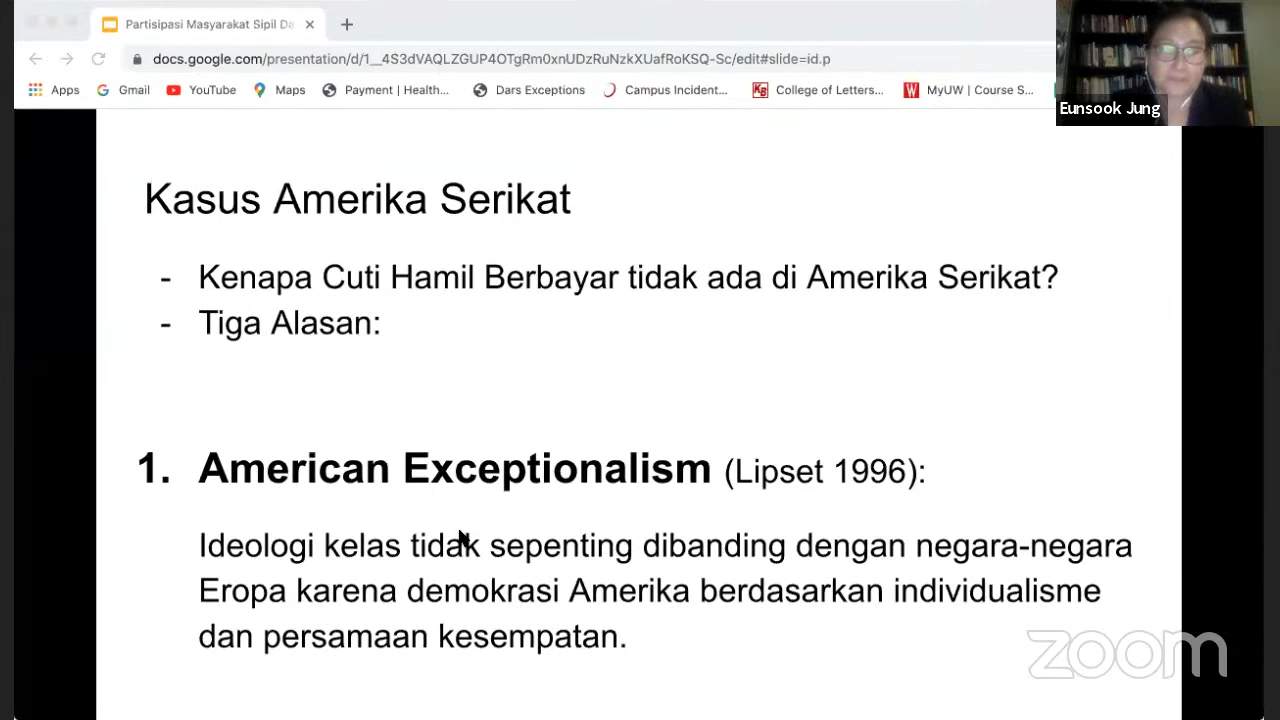 Partisipasi Masyarakat Sipil Da
docs.google.com/presentation/d/1__4S3dVAQLZGUP4OTgRm0xnUDzRuNzkXUafRoKSQ-Sc/edit#slide=id.p
Apps Gmail YouTube Maps Payment | Health... Dars Exceptions Campus Incident... College of Letters... MyUW | Course S...
Eunsook Jung
Kasus Amerika Serikat
- Kenapa Cuti Hamil Berbayar tidak ada di Amerika Serikat?
- Tiga Alasan:
1. American Exceptionalism (Lipset 1996):
Ideologi kelas tidak sepenting dibanding dengan negara-negara
Eropa karena demokrasi Amerika berdasarkan individualisme
dan persamaan kesempatan.
zoom